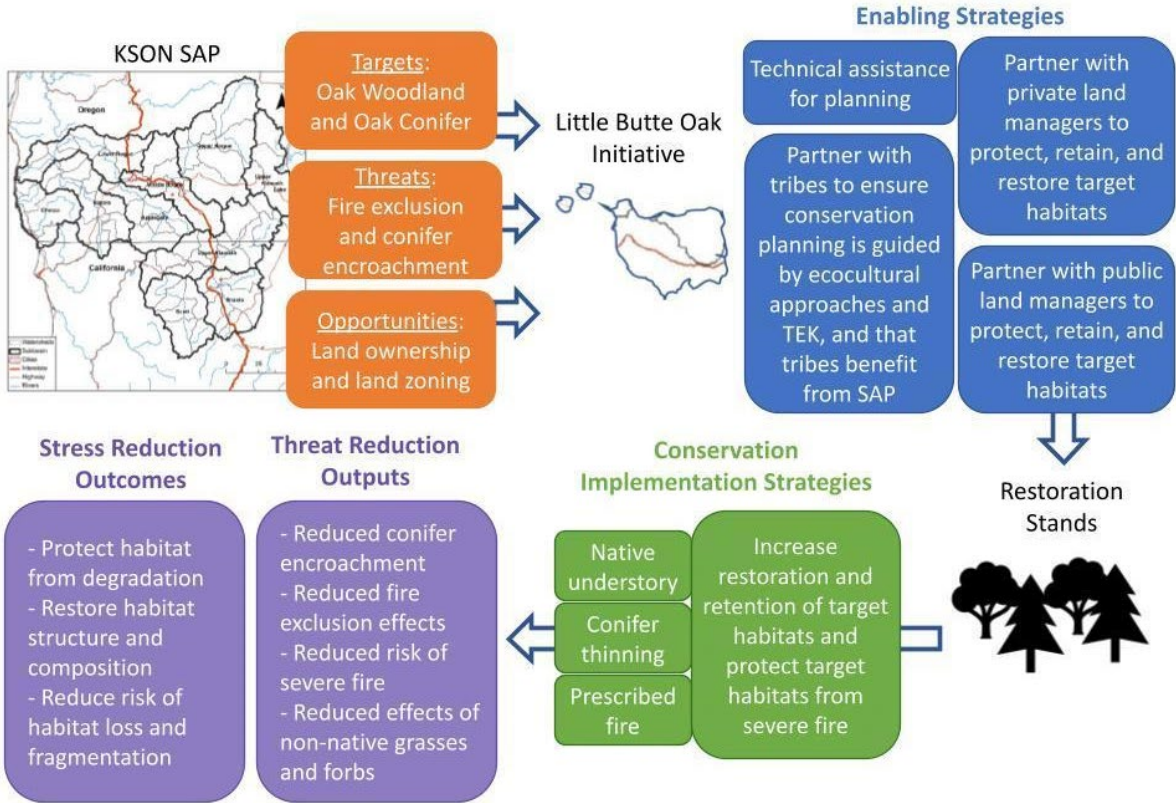 KSON SAP
Oregon
California
Targets:
Oak Woodland
and Oak Conifer
Threats:
Fire exclusion
and conifer
encroachment
Opportunities:
Land ownership
and land zoning
Little Butte Oak
Initiative
Enabling Strategies
Technical assistance
for planning
Partner with
tribes to ensure
conservation
planning is guided
by ecocultural
approaches and
TEK, and that
tribes benefit
from SAP
Partner with
private land
managers to
protect, retain, and
restore target
habitats
Partner with public
land managers to
protect, retain, and
restore target
habitats
Restoration
Stands
Conservation
Implementation Strategies
Native
understory
Conifer
thinning
Prescribed
fire
Increase
restoration and
retention of target
habitats and
protect target
habitats from
severe fire
Threat Reduction
Outputs
- Reduced conifer
encroachment
- Reduced fire
exclusion effects
- Reduced risk of
severe fire
- Reduced effects of
non-native grasses
and forbs
Stress Reduction
Outcomes
- Protect habitat
from degradation
- Restore habitat
structure and
composition
- Reduce risk of
habitat loss and
fragmentation